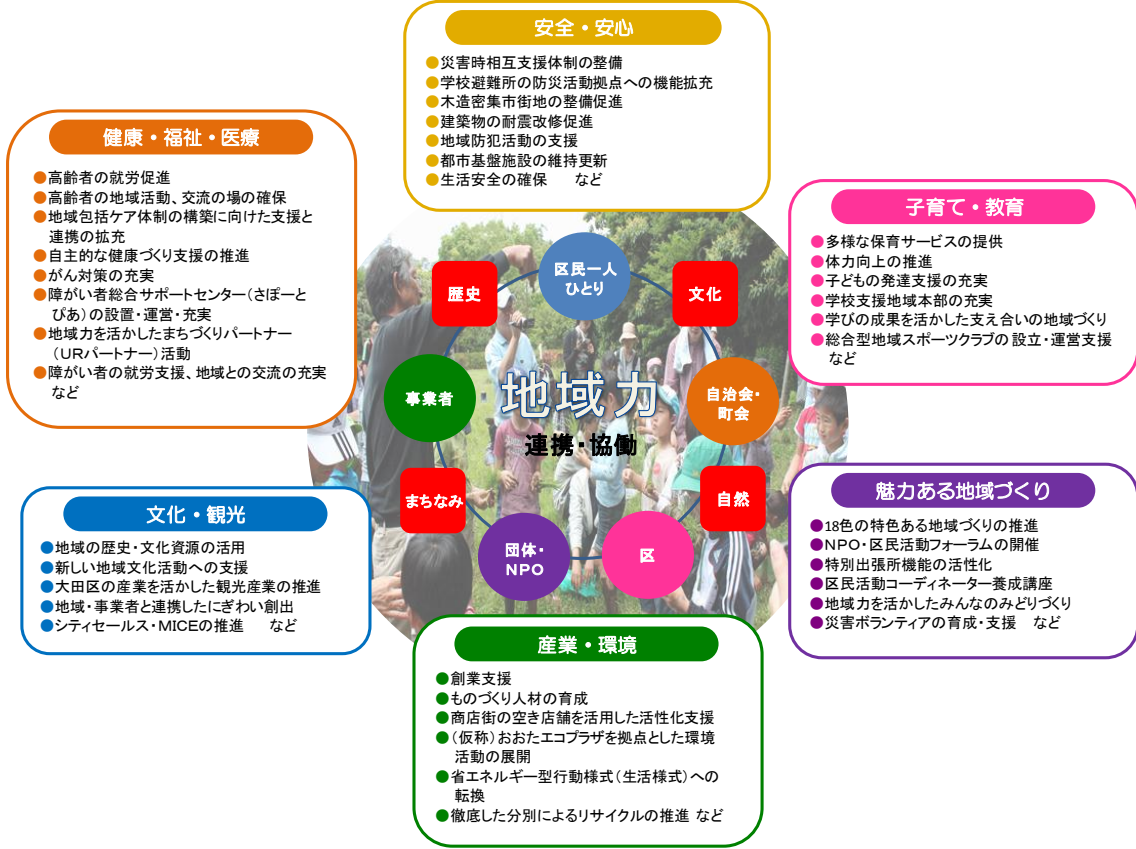 安全・安心
●災害時相互支援体制の整備
●学校避難所の防災活動拠点への機能拡充
●木造密集市街地の整備促進
●建築物の耐震改修促進
●地域防犯活動の支援
●都市基盤施設の維持更新
●生活安全の確保　など
健康・福祉・医療
●高齢者の就労促進
●高齢者の地域活動、交流の場の確保
●地域包括ケア体制の構築に向けた支援と
連携の拡充
●自主的な健康づくり支援の推進
●がん対策の充実
●障がい者総合サポートセンター(さぽーと
ぴあ)の設置・運営・充実
●地域力を活かしたまちづくりパートナー
(URパートナー)活動
●障がい者の就労支援、地域との交流の充実
など
子育て・教育
●多様な保育サービスの提供
●体力向上の推進
●子どもの発達支援の充実
●学校支援地域本部の充実
●学びの成果を活かした支え合いの地域づくり
●総合型地域スポーツクラブの設立・運営支援
など
区民一人
ひとり
歴史
文化
事業者
地域力
連携・協働
自治会・
町会
まちなみ
自然
団体・
NPO
区
文化・観光
●地域の歴史・文化資源の活用
●新しい地域文化活動への支援
●大田区の産業を活かした観光産業の推進
●地域・事業者と連携したにぎわい創出
●シティセールス・MICEの推進　など
魅力ある地域づくり
●18色の特色ある地域づくりの推進
●NPO・区民活動フォーラムの開催
●特別出張所機能の活性化
●区民活動コーディネーター養成講座
●地域力を活かしたみんなのみどりづくり
●災害ボランティアの育成・支援　など
産業・環境
●創業支援
●ものづくり人材の育成
●商店街の空き店舗を活用した活性化支援
●(仮称)おおたエコプラザを拠点とした環境
活動の展開
●省エネルギー型行動様式(生活様式)への
転換
●徹底した分別によるリサイクルの推進 など